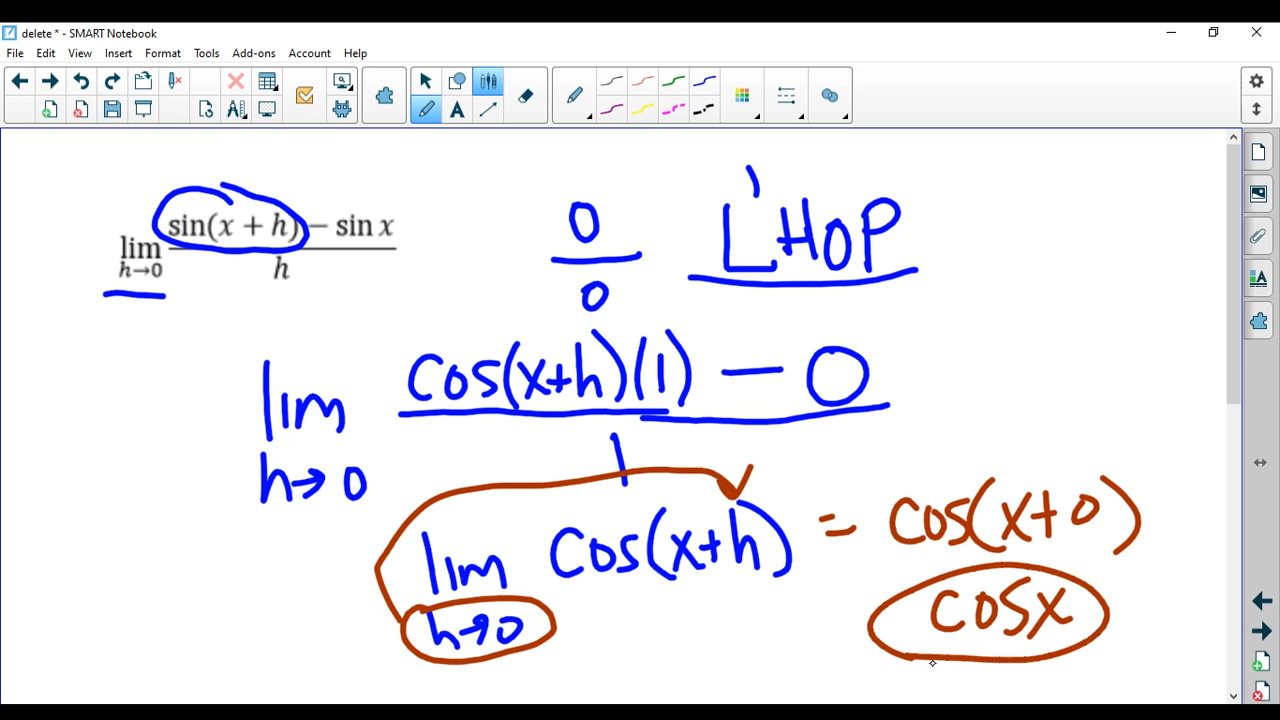 delete * - SMART Notebook
File Edit View Insert Format Tools Add-ons Account Help
lim h→0 sin(x + h) − sin x / h
0 / 0
L'HOP
lim h→0 cos(x+h)(1) − 0 / 1
lim h→0 cos(x+h) = cos(x+0)
cosx